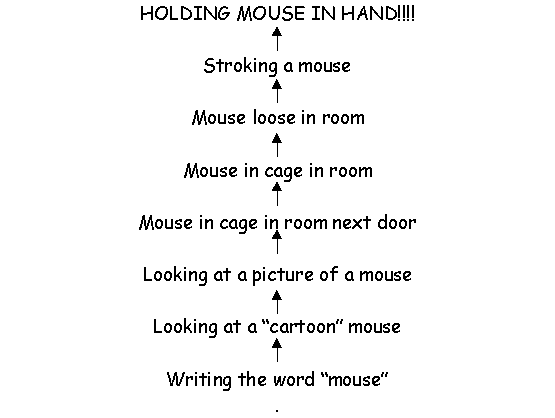 HOLDING MOUSE IN HAND!!!!
Stroking a mouse
Mouse loose in room
Mouse in cage in room
Mouse in cage in room next door
Looking at a picture of a mouse
Looking at a “cartoon” mouse
Writing the word “mouse”
.